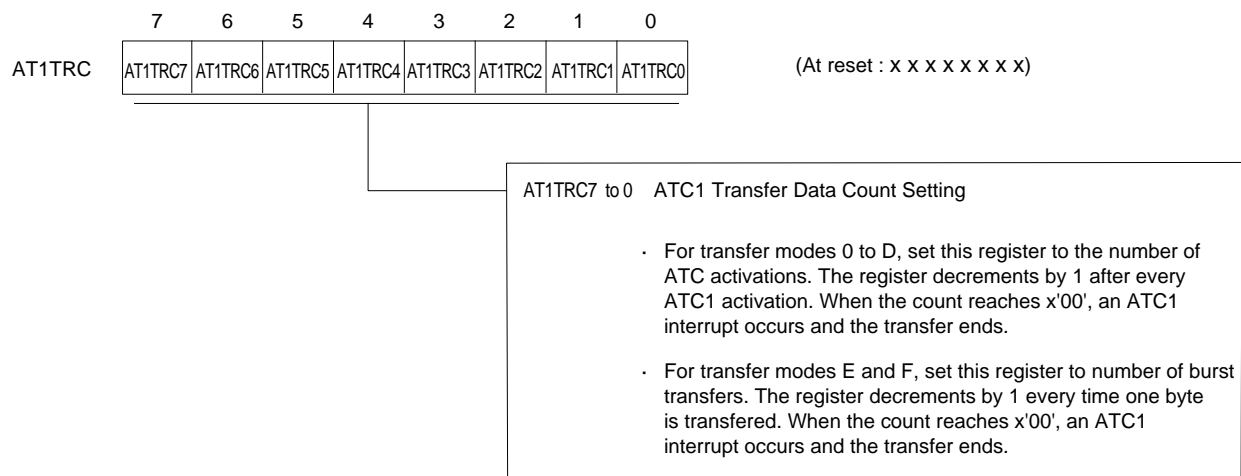 7 6 5 4 3 2 1 0
AT1TRC AT1TRC7 AT1TRC6 AT1TRC5 AT1TRC4 AT1TRC3 AT1TRC2 AT1TRC1 AT1TRC0 (At reset : x x x x x x x x)
AT1TRC7 to 0 ATC1 Transfer Data Count Setting
· For transfer modes 0 to D, set this register to the number of
ATC activations. The register decrements by 1 after every
ATC1 activation. When the count reaches x'00', an ATC1
interrupt occurs and the transfer ends.
· For transfer modes E and F, set this register to number of burst
transfers. The register decrements by 1 every time one byte
is transfered. When the count reaches x'00', an ATC1
interrupt occurs and the transfer ends.